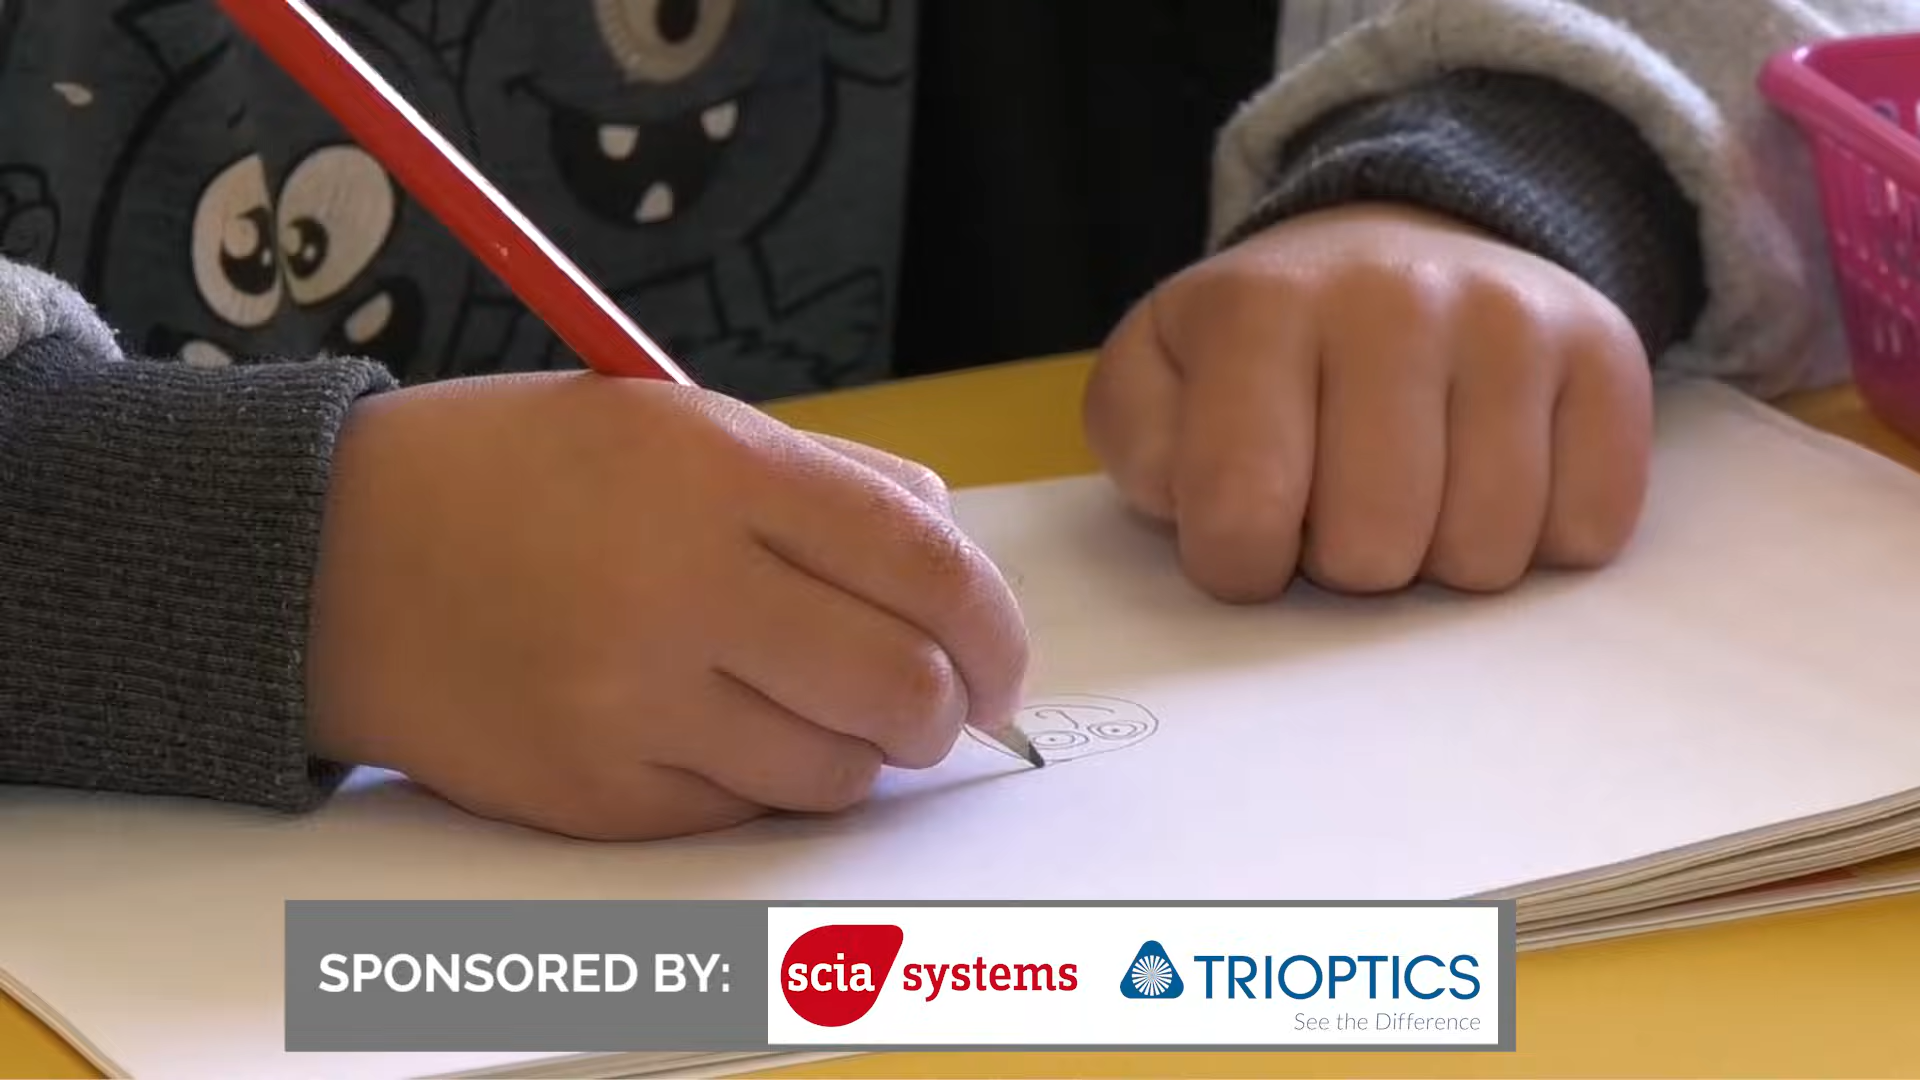 SPONSORED BY:
scia systems
TRIOPTICS
See the Difference